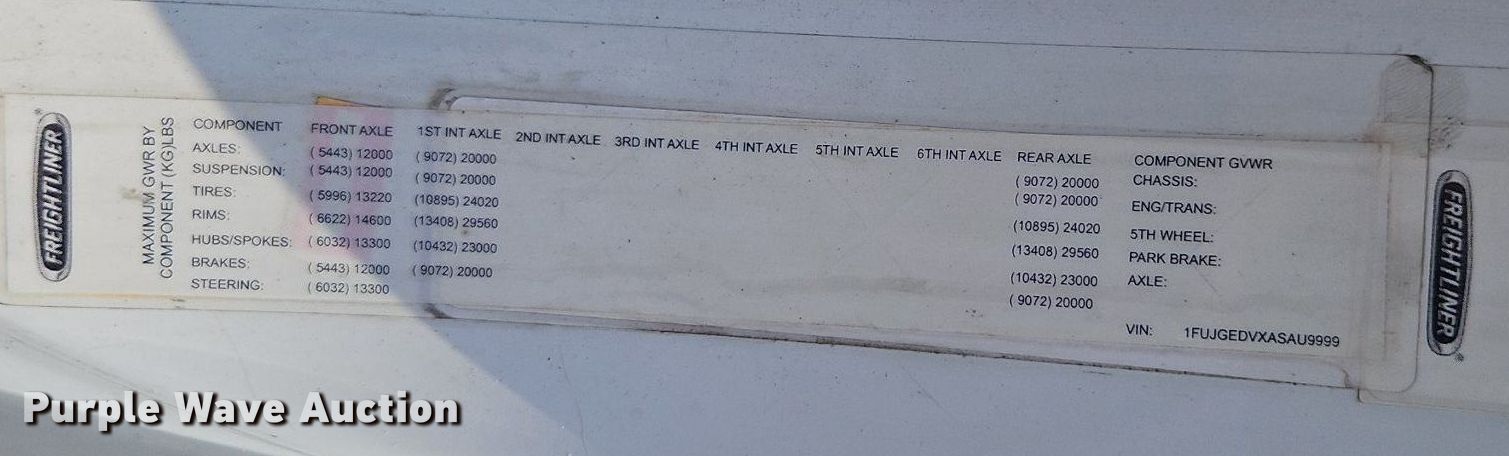 FREIGHTLINER
MAXIMUM GWR BY
COMPONENT (KG)LBS
COMPONENT FRONT AXLE 1ST INT AXLE 2ND INT AXLE 3RD INT AXLE 4TH INT AXLE 5TH INT AXLE 6TH INT AXLE REAR AXLE COMPONENT GVWR
AXLES: ( 5443) 12000 ( 9072) 20000 ( 9072) 20000 CHASSIS:
SUSPENSION: ( 5443) 12000 ( 9072) 20000 ( 9072) 20000 ENG/TRANS:
TIRES: ( 5996) 13220 (10895) 24020 (10895) 24020 5TH WHEEL:
RIMS: ( 6622) 14600 (13408) 29560 (13408) 29560 PARK BRAKE:
HUBS/SPOKES: ( 6032) 13300 (10432) 23000 (10432) 23000 AXLE:
BRAKES: ( 5443) 12000 ( 9072) 20000 ( 9072) 20000
STEERING: ( 6032) 13300
VIN: 1FUJGEDVXASAU9999
FREIGHTLINER
Purple Wave Auction